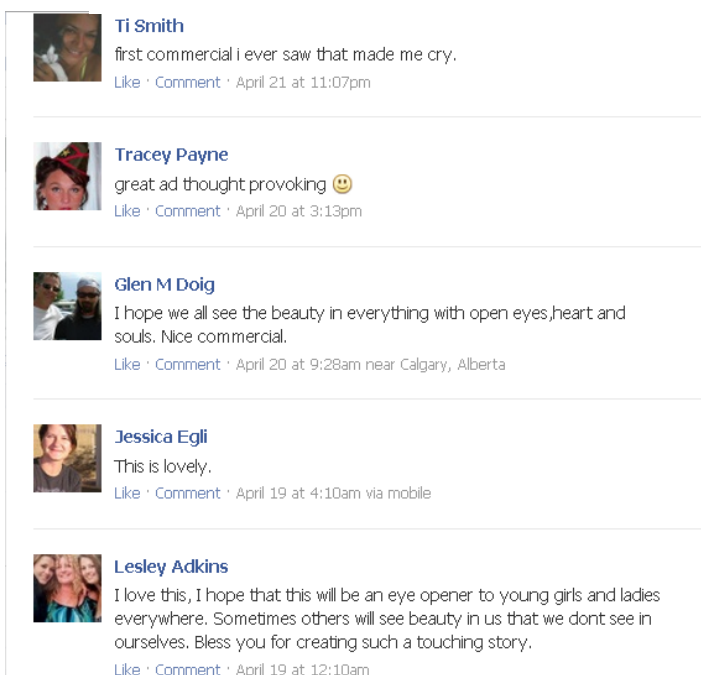 Ti Smith
first commercial i ever saw that made me cry.
Like · Comment · April 21 at 11:07pm
Tracey Payne
great ad thought provoking
Like · Comment · April 20 at 3:13pm
Glen M Doig
I hope we all see the beauty in everything with open eyes,heart and
souls. Nice commercial.
Like · Comment · April 20 at 9:28am near Calgary, Alberta
Jessica Egli
This is lovely.
Like · Comment · April 19 at 4:10am via mobile
Lesley Adkins
I love this, I hope that this will be an eye opener to young girls and ladies
everywhere. Sometimes others will see beauty in us that we dont see in
ourselves. Bless you for creating such a touching story.
Like · Comment · April 19 at 12:10am